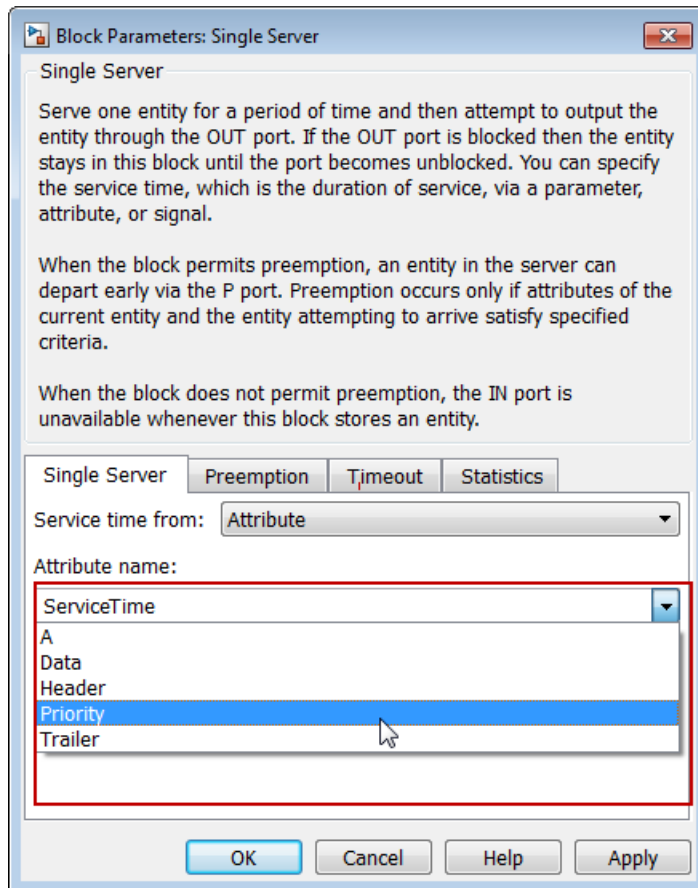 Block Parameters: Single Server
Single Server
Serve one entity for a period of time and then attempt to output the
entity through the OUT port. If the OUT port is blocked then the entity
stays in this block until the port becomes unblocked. You can specify
the service time, which is the duration of service, via a parameter,
attribute, or signal.
When the block permits preemption, an entity in the server can
depart early via the P port. Preemption occurs only if attributes of the
current entity and the entity attempting to arrive satisfy specified
criteria.
When the block does not permit preemption, the IN port is
unavailable whenever this block stores an entity.
Single Server Preemption Timeout Statistics
Service time from: Attribute
Attribute name:
ServiceTime
A
Data
Header
Priority
Trailer
OK Cancel Help Apply